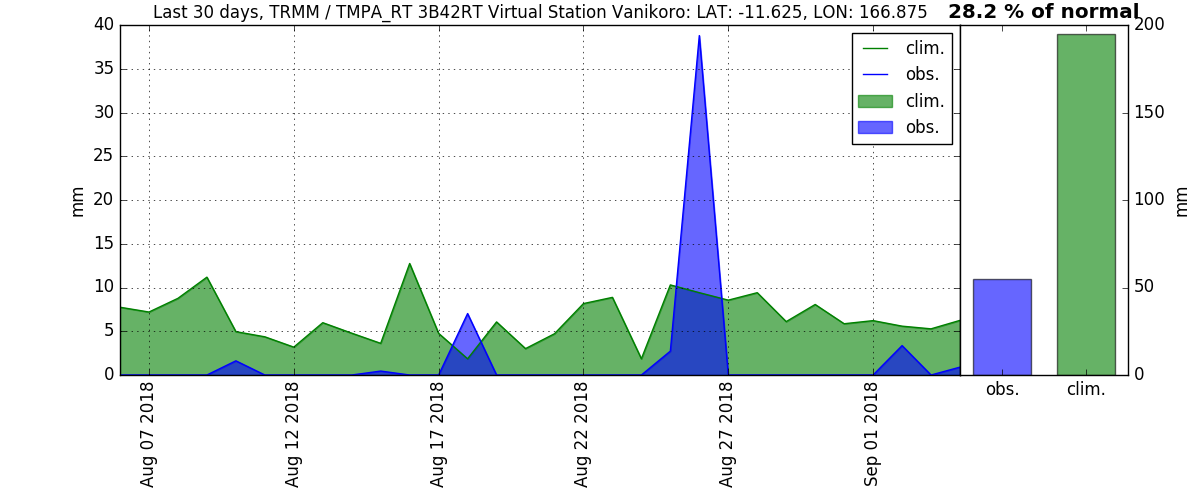 Last 30 days, TRMM / TMPA_RT 3B42RT Virtual Station Vanikoro: LAT: -11.625, LON: 166.875
28.2 % of normal
40
35
30
25
20
15
10
5
0
mm
clim.
obs.
clim.
obs.
200
150
100
50
0
mm
Aug 07 2018
Aug 12 2018
Aug 17 2018
Aug 22 2018
Aug 27 2018
Sep 01 2018
obs.
clim.